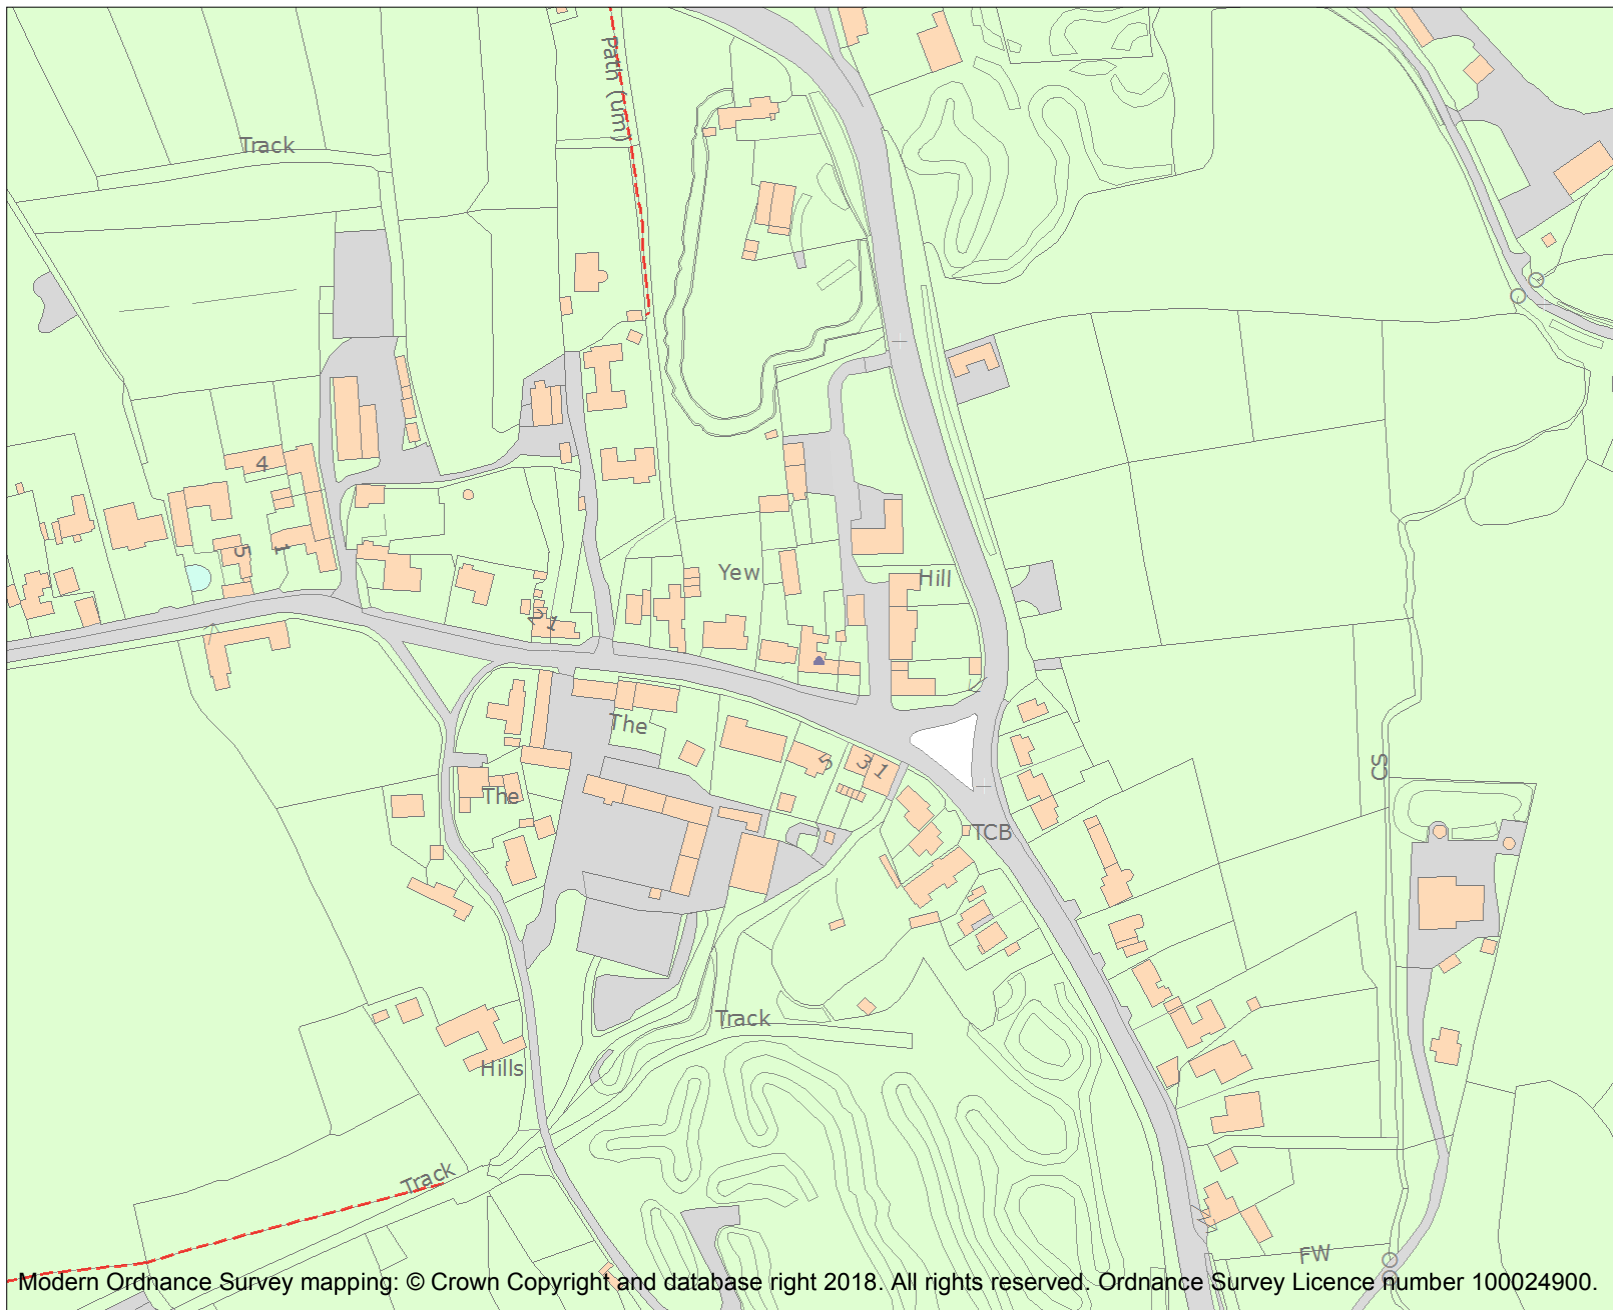 Path (um)
Track
4
5
1
Yew
Hill
2 1
The
5
3 1
CS
The
TCB
Track
Hills
Track
FW
Modern Ordnance Survey mapping: © Crown Copyright and database right 2018. All rights reserved. Ordnance Survey Licence number 100024900.